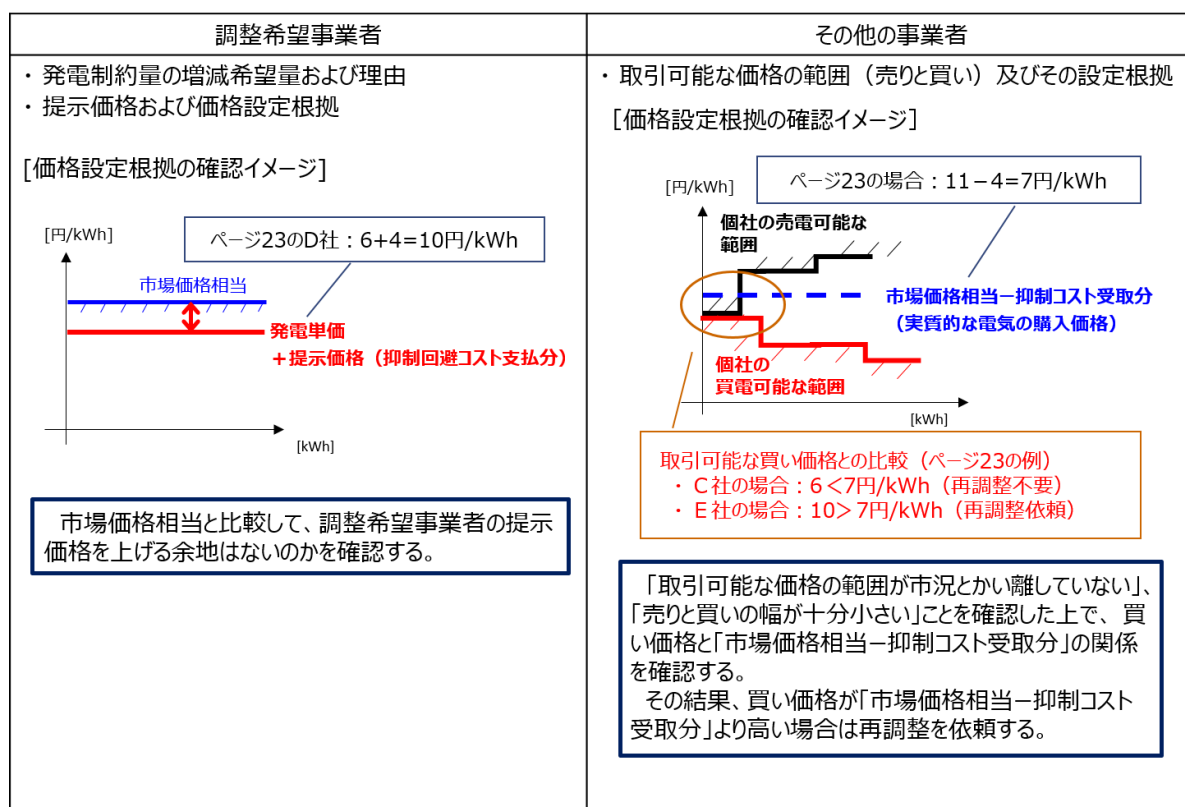 調整希望事業者
・発電制約量の増減希望量および理由
・提示価格および価格設定根拠
[価格設定根拠の確認イメージ]
[円/kWh]
ページ23のD社：6+4=10円/kWh
市場価格相当
発電単価
＋提示価格（抑制回避コスト支払分）
[kWh]
市場価格相当と比較して、調整希望事業者の提示
価格を上げる余地はないのかを確認する。
その他の事業者
・取引可能な価格の範囲（売りと買い）及びその設定根拠
［価格設定根拠の確認イメージ］
[円/kWh]
ページ23の場合：11－4=7円/kWh
個社の売電可能な
範囲
市場価格相当－抑制コスト受取分
（実質的な電気の購入価格）
個社の
買電可能な範囲
[kWh]
取引可能な買い価格との比較（ページ23の例）
・C社の場合：6＜7円/kWh（再調整不要）
・E社の場合：10＞7円/kWh（再調整依頼）
「取引可能な価格の範囲が市況とかい離していない」、
「売りと買いの幅が十分小さい」ことを確認した上で、買
い価格と「市場価格相当－抑制コスト受取分」の関係
を確認する。
その結果、買い価格が「市場価格相当－抑制コスト
受取分」より高い場合は再調整を依頼する。